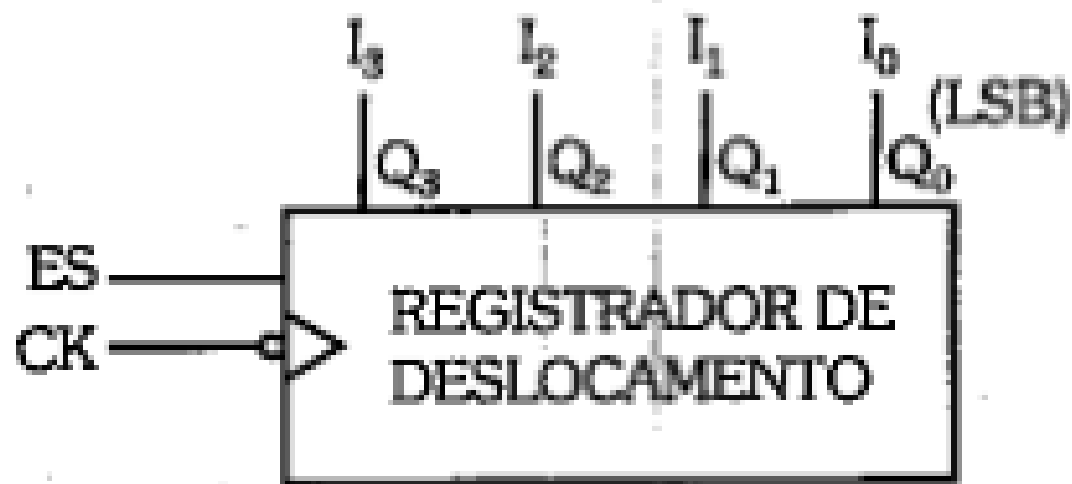 I₃ I₂ I₁ I₀
(LSB)
Q₃ Q₂ Q₁ Q₀
ES
CK
REGISTRADOR DE
DESLOCAMENTO